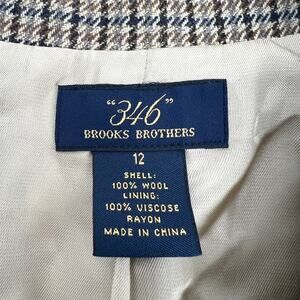 "346"
BROOKS BROTHERS
12
SHELL:
100% WOOL
LINING:
100% VISCOSE
RAYON
MADE IN CHINA